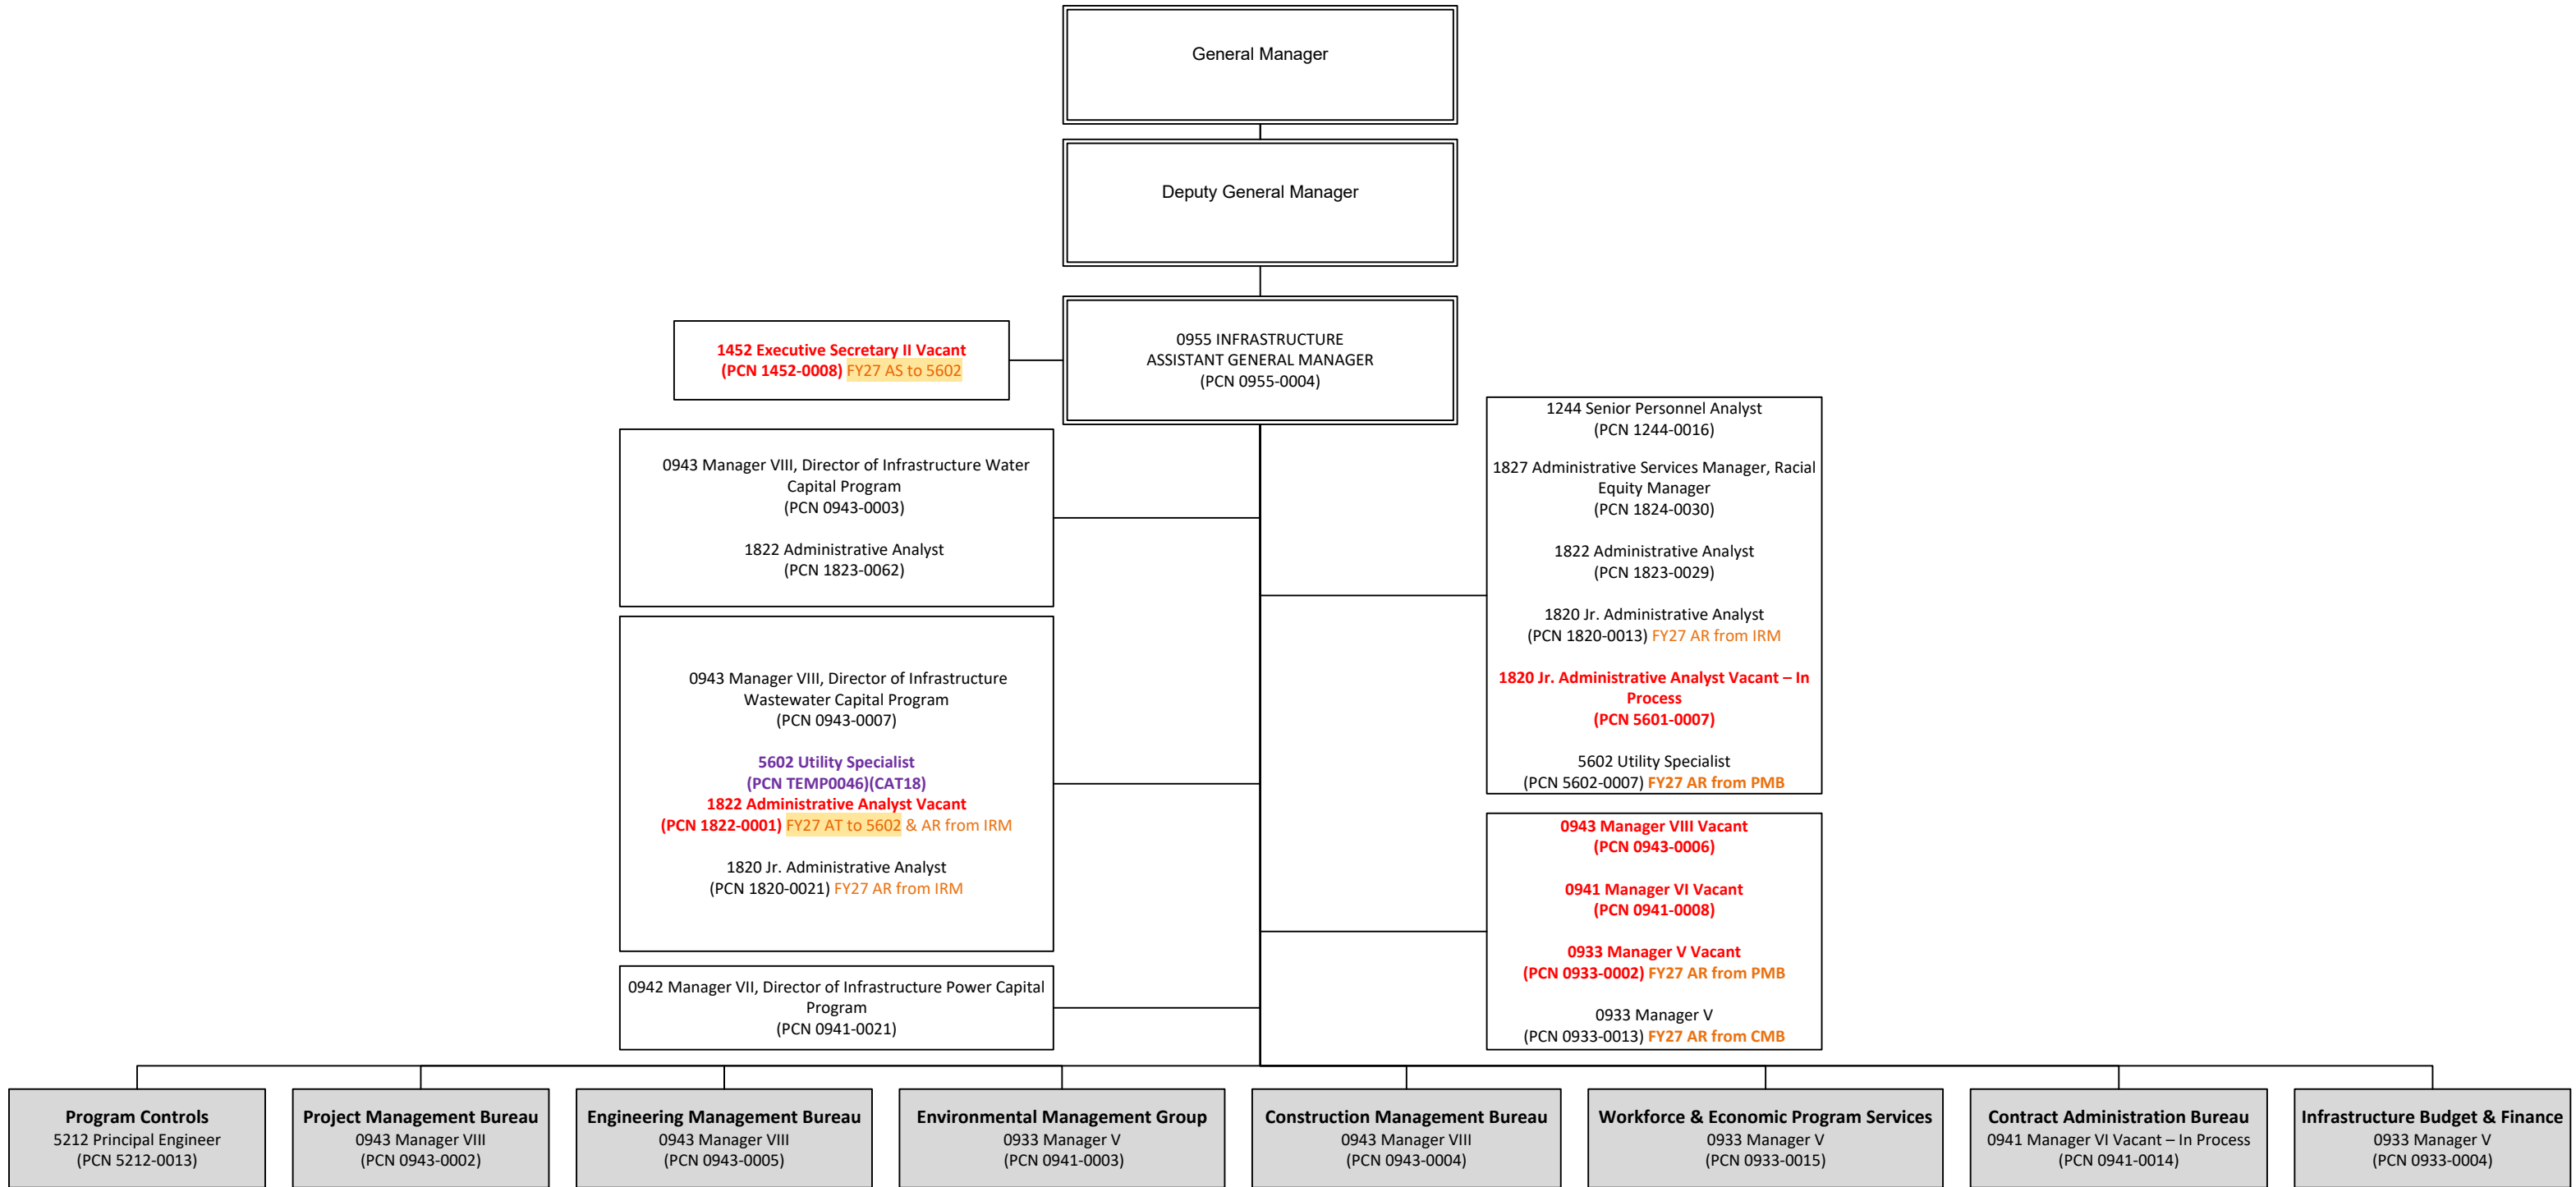 General Manager
Deputy General Manager
0955 INFRASTRUCTURE
ASSISTANT GENERAL MANAGER
(PCN 0955-0004)
1452 Executive Secretary II Vacant
(PCN 1452-0008) FY27 AS to 5602
0943 Manager VIII, Director of Infrastructure Water
Capital Program
(PCN 0943-0003)
1822 Administrative Analyst
(PCN 1823-0062)
0943 Manager VIII, Director of Infrastructure
Wastewater Capital Program
(PCN 0943-0007)
5602 Utility Specialist
(PCN TEMP0046)(CAT18)
1822 Administrative Analyst Vacant
(PCN 1822-0001) FY27 AT to 5602 & AR from IRM
1820 Jr. Administrative Analyst
(PCN 1820-0021) FY27 AR from IRM
0942 Manager VII, Director of Infrastructure Power Capital
Program
(PCN 0941-0021)
1244 Senior Personnel Analyst
(PCN 1244-0016)
1827 Administrative Services Manager, Racial
Equity Manager
(PCN 1824-0030)
1822 Administrative Analyst
(PCN 1823-0029)
1820 Jr. Administrative Analyst
(PCN 1820-0013) FY27 AR from IRM
1820 Jr. Administrative Analyst Vacant – In
Process
(PCN 5601-0007)
5602 Utility Specialist
(PCN 5602-0007) FY27 AR from PMB
0943 Manager VIII Vacant
(PCN 0943-0006)
0941 Manager VI Vacant
(PCN 0941-0008)
0933 Manager V Vacant
(PCN 0933-0002) FY27 AR from PMB
0933 Manager V
(PCN 0933-0013) FY27 AR from CMB
Program Controls
5212 Principal Engineer
(PCN 5212-0013)
Project Management Bureau
0943 Manager VIII
(PCN 0943-0002)
Engineering Management Bureau
0943 Manager VIII
(PCN 0943-0005)
Environmental Management Group
0933 Manager V
(PCN 0941-0003)
Construction Management Bureau
0943 Manager VIII
(PCN 0943-0004)
Workforce & Economic Program Services
0933 Manager V
(PCN 0933-0015)
Contract Administration Bureau
0941 Manager VI Vacant – In Process
(PCN 0941-0014)
Infrastructure Budget & Finance
0933 Manager V
(PCN 0933-0004)